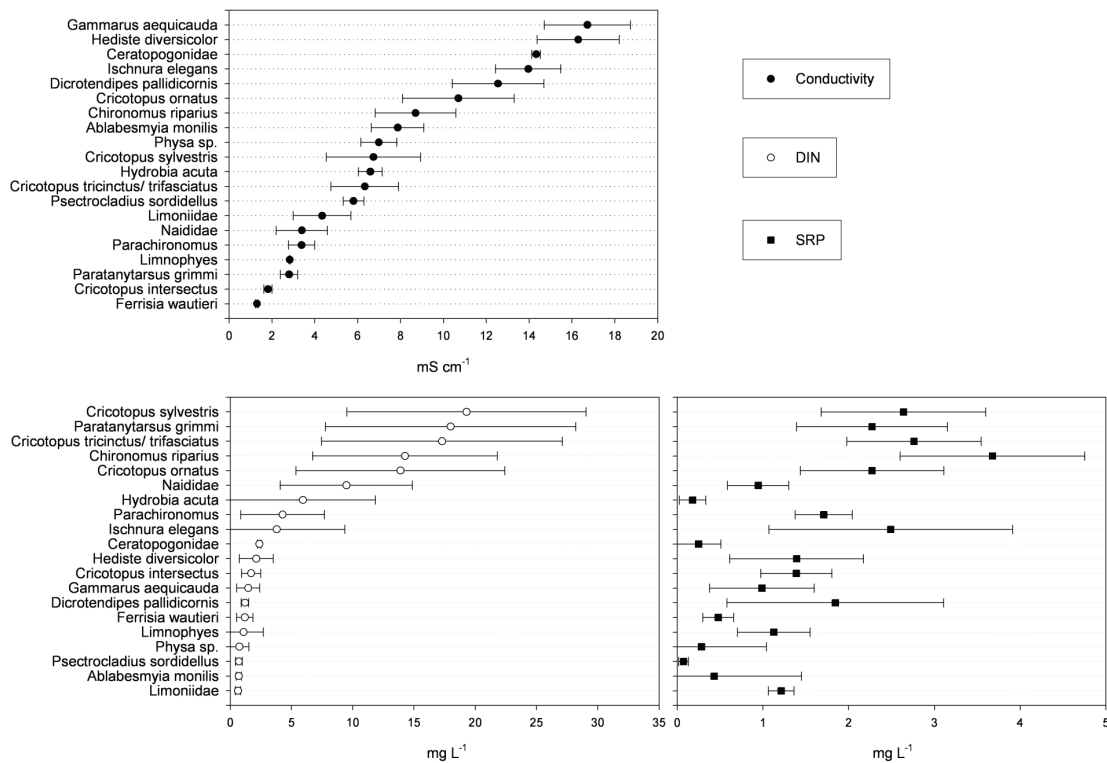 Gammarus aequicauda
Hediste diversicolor
Ceratopogonidae
Ischnura elegans
Dicrotendipes pallidicornis
Cricotopus ornatus
Chironomus riparius
Ablabesmyia monilis
Physa sp.
Cricotopus sylvestris
Hydrobia acuta
Cricotopus tricinctus/ trifasciatus
Psectrocladius sordidellus
Limoniidae
Naididae
Parachironomus
Limnophyes
Paratanytarsus grimmi
Cricotopus intersectus
Ferrisia wautieri
0 2 4 6 8 10 12 14 16 18 20
mS cm-1
Conductivity
DIN
SRP
Cricotopus sylvestris
Paratanytarsus grimmi
Cricotopus tricinctus/ trifasciatus
Chironomus riparius
Cricotopus ornatus
Naididae
Hydrobia acuta
Parachironomus
Ischnura elegans
Ceratopogonidae
Hediste diversicolor
Cricotopus intersectus
Gammarus aequicauda
Dicrotendipes pallidicornis
Ferrisia wautieri
Limnophyes
Physa sp.
Psectrocladius sordidellus
Ablabesmyia monilis
Limoniidae
0 5 10 15 20 25 30 35
mg L-1
0 1 2 3 4 5
mg L-1